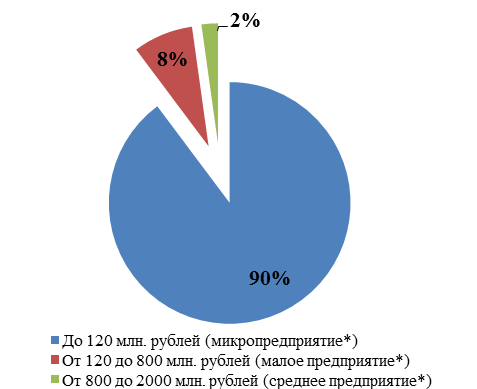 2%
8%
90%
До 120 млн. рублей (микропредприятие*)
От 120 до 800 млн. рублей (малое предприятие*)
От 800 до 2000 млн. рублей (среднее предприятие*)